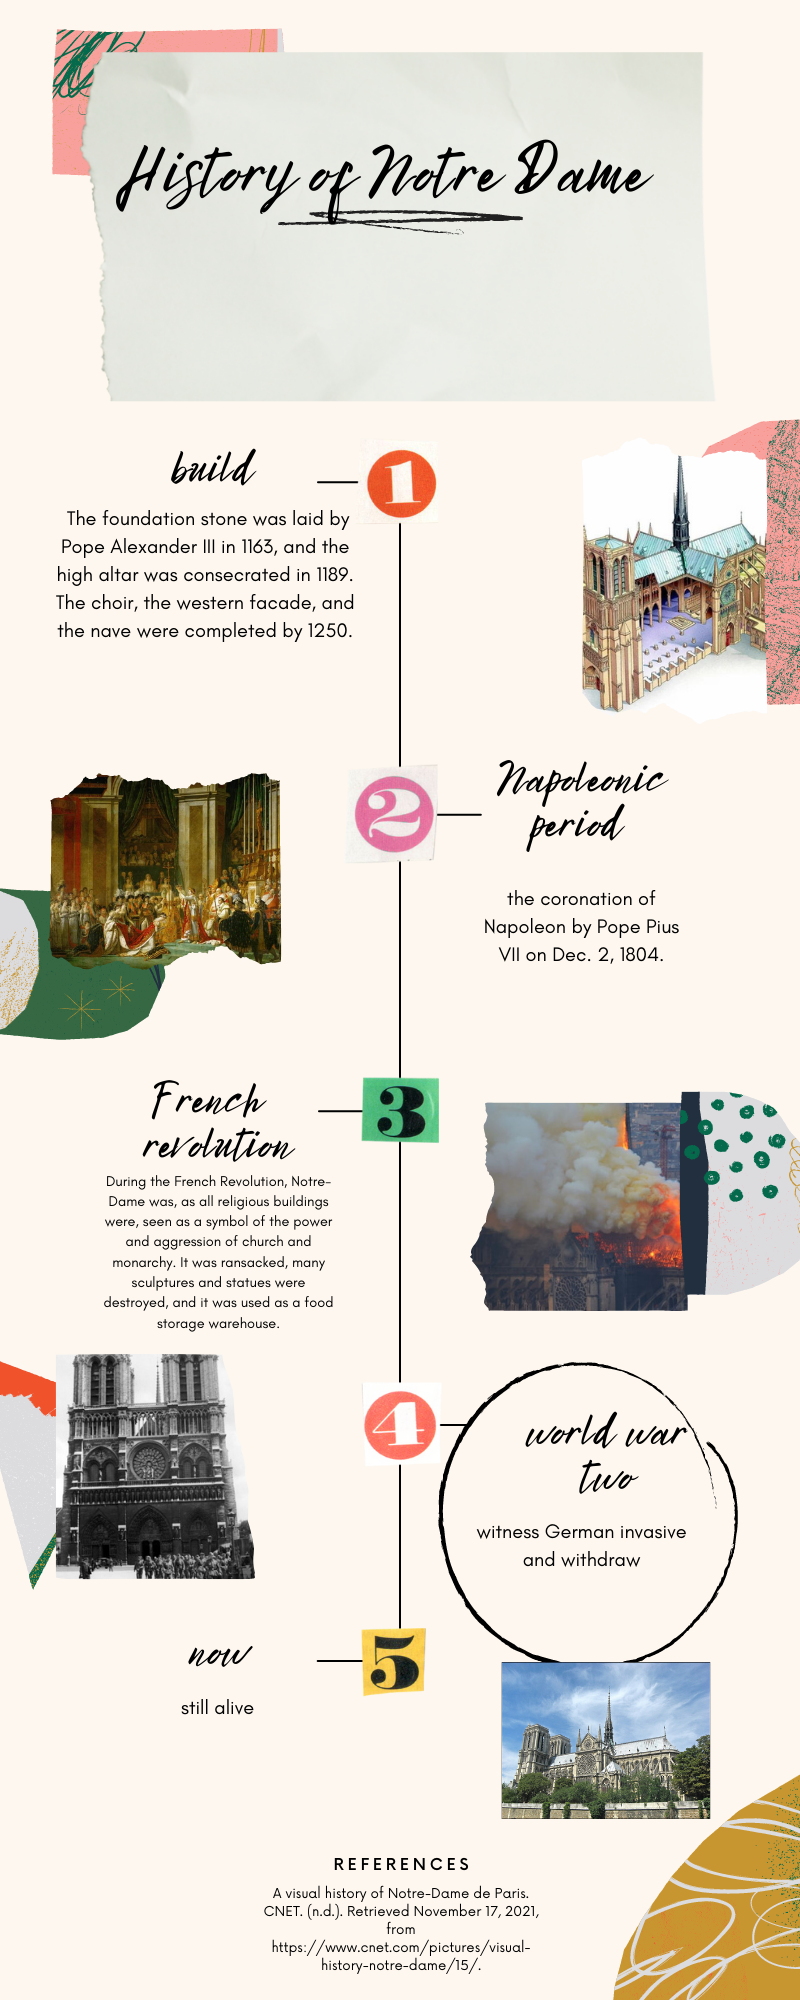 History of Notre Dame
build
1
The foundation stone was laid by
Pope Alexander III in 1163, and the
high altar was consecrated in 1189.
The choir, the western facade, and
the nave were completed by 1250.
2
Napoleonic
period
the coronation of
Napoleon by Pope Pius
VII on Dec. 2, 1804.
French
revolution
3
During the French Revolution, Notre-
Dame was, as all religious buildings
were, seen as a symbol of the power
and aggression of church and
monarchy. It was ransacked, many
sculptures and statues were
destroyed, and it was used as a food
storage warehouse.
4
world war
two
witness German invasive
and withdraw
now
5
still alive
REFERENCES
A visual history of Notre-Dame de Paris.
CNET. (n.d.). Retrieved November 17, 2021,
from
https://www.cnet.com/pictures/visual-
history-notre-dame/15/.